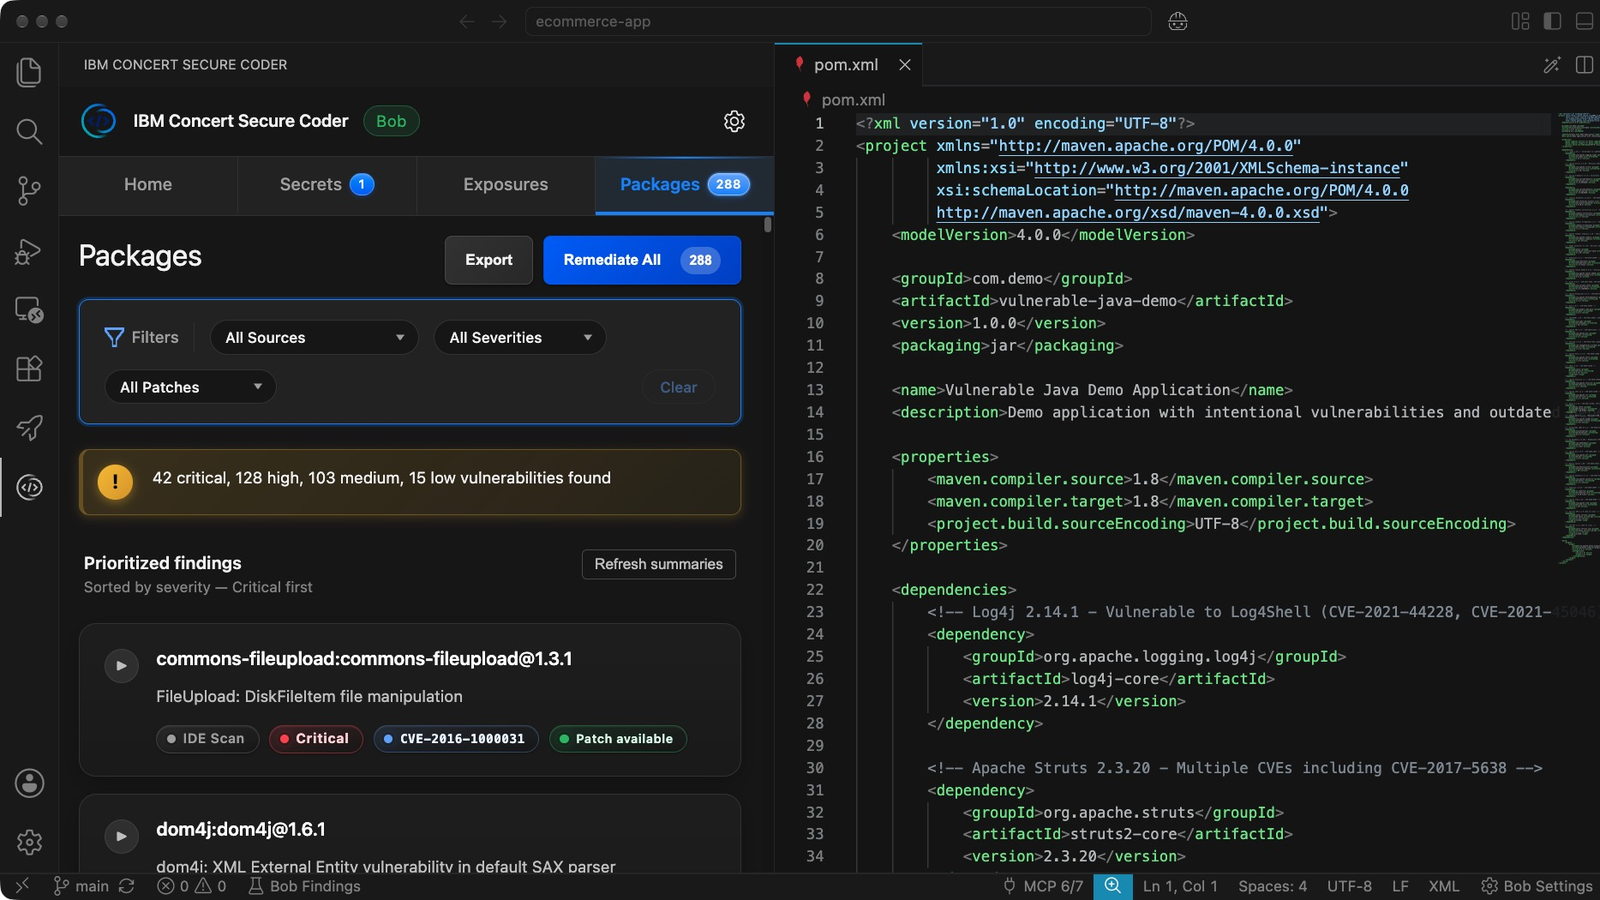 ecommerce-app
IBM CONCERT SECURE CODER
IBM Concert Secure Coder Bob
Home Secrets 1 Exposures Packages 288
Packages
Export Remediate All 288
Filters All Sources All Severities
All Patches Clear
! 42 critical, 128 high, 103 medium, 15 low vulnerabilities found
Prioritized findings
Sorted by severity — Critical first
Refresh summaries
commons-fileupload:commons-fileupload@1.3.1
FileUpload: DiskFileItem file manipulation
IDE Scan Critical CVE-2016-1000031 Patch available
dom4j:dom4j@1.6.1
dom4j: XML External Entity vulnerability in default SAX parser
pom.xml
pom.xml
1 <?xml version="1.0" encoding="UTF-8"?>
2 <project xmlns="http://maven.apache.org/POM/4.0.0"
3 xmlns:xsi="http://www.w3.org/2001/XMLSchema-instance"
4 xsi:schemaLocation="http://maven.apache.org/POM/4.0.0
5 http://maven.apache.org/xsd/maven-4.0.0.xsd">
6 <modelVersion>4.0.0</modelVersion>
7
8 <groupId>com.demo</groupId>
9 <artifactId>vulnerable-java-demo</artifactId>
10 <version>1.0.0</version>
11 <packaging>jar</packaging>
12
13 <name>Vulnerable Java Demo Application</name>
14 <description>Demo application with intentional vulnerabilities and outdated
15
16 <properties>
17 <maven.compiler.source>1.8</maven.compiler.source>
18 <maven.compiler.target>1.8</maven.compiler.target>
19 <project.build.sourceEncoding>UTF-8</project.build.sourceEncoding>
20 </properties>
21
22 <dependencies>
23 <!-- Log4j 2.14.1 - Vulnerable to Log4Shell (CVE-2021-44228, CVE-2021-45046
24 <dependency>
25 <groupId>org.apache.logging.log4j</groupId>
26 <artifactId>log4j-core</artifactId>
27 <version>2.14.1</version>
28 </dependency>
29
30 <!-- Apache Struts 2.3.20 - Multiple CVEs including CVE-2017-5638 -->
31 <dependency>
32 <groupId>org.apache.struts</groupId>
33 <artifactId>struts2-core</artifactId>
34 <version>2.3.20</version>
main 0 0 Bob Findings MCP 6/7 Ln 1, Col 1 Spaces: 4 UTF-8 LF XML Bob Settings